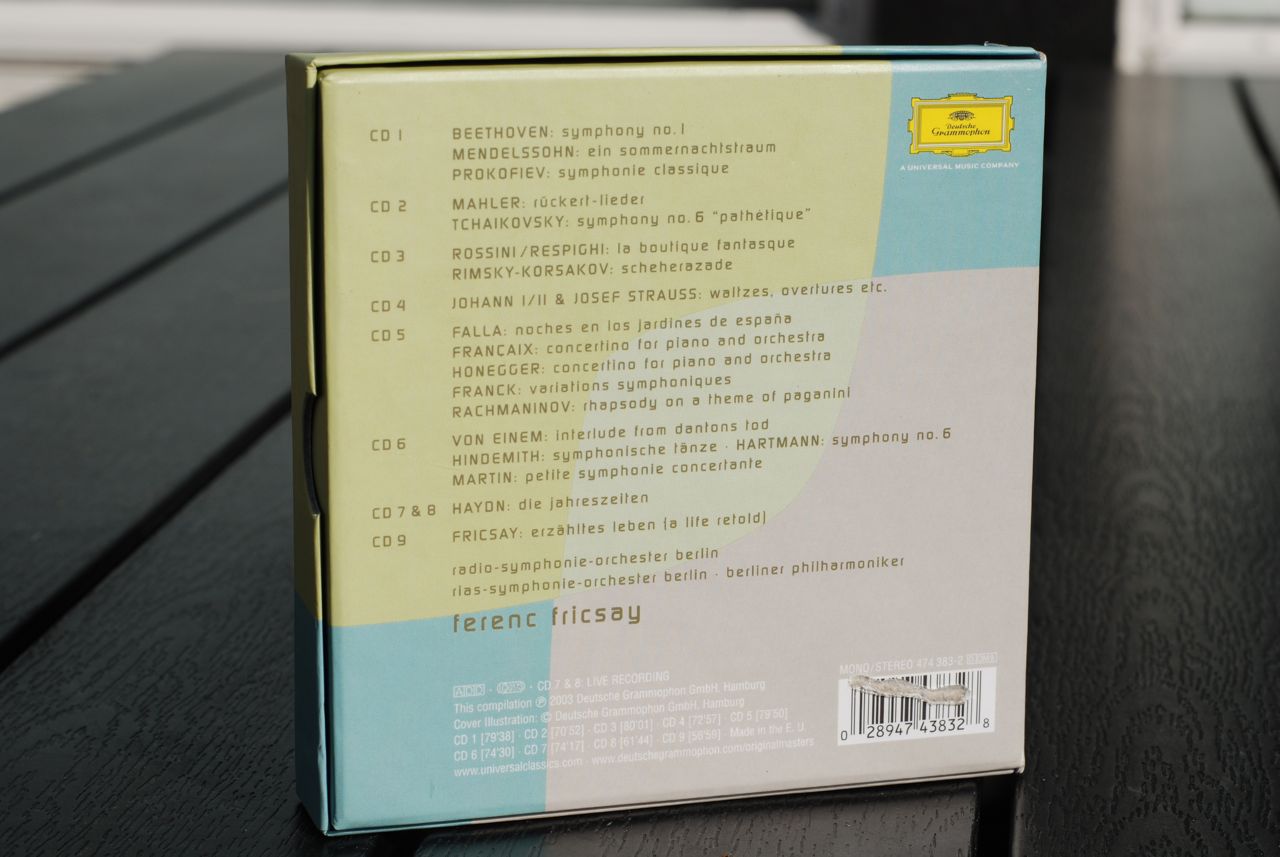 Deutsche
Grammophon
A UNIVERSAL MUSIC COMPANY
CD 1 BEETHOVEN: symphony no. 1
MENDELSSOHN: ein sommernachtstraum
PROKOFIEV: symphonie classique
CD 2 MAHLER: rückert-lieder
TCHAIKOVSKY: symphony no. 6 "pathétique"
CD 3 ROSSINI/RESPIGHI: la boutique fantasque
RIMSKY-KORSAKOV: scheherazade
CD 4 JOHANN I/II & JOSEF STRAUSS: waltzes, overtures etc.
CD 5 FALLA: noches en los jardines de españa
FRANÇAIX: concertino for piano and orchestra
HONEGGER: concertino for piano and orchestra
FRANCK: variations symphoniques
RACHMANINOV: rhapsody on a theme of paganini
CD 6 VON EINEM: interlude from dantons tod
HINDEMITH: symphonische tänze · HARTMANN: symphony no. 6
MARTIN: petite symphonie concertante
CD 7 & 8 HAYDN: die jahreszeiten
CD 9 FRICSAY: erzähltes leben (a life retold)
radio-symphonie-orchester berlin
rias-symphonie-orchester berlin · berliner philharmoniker
ferenc fricsay
ADD · CD 7 & 8: LIVE RECORDING
This compilation ℗ 2003 Deutsche Grammophon GmbH, Hamburg
Cover Illustration: © Deutsche Grammophon GmbH, Hamburg
CD 1 [79'38] · CD 2 [70'52] · CD 3 [80'01] · CD 4 [72'57] · CD 5 [79'50]
CD 6 [74'30] · CD 7 [74'17] · CD 8 [61'44] · CD 9 [56'59] · Made in the E. U.
www.universalclassics.com · www.deutschegrammophon.com/originalmasters
MONO/STEREO 474 383-2
0 28947 43832 8